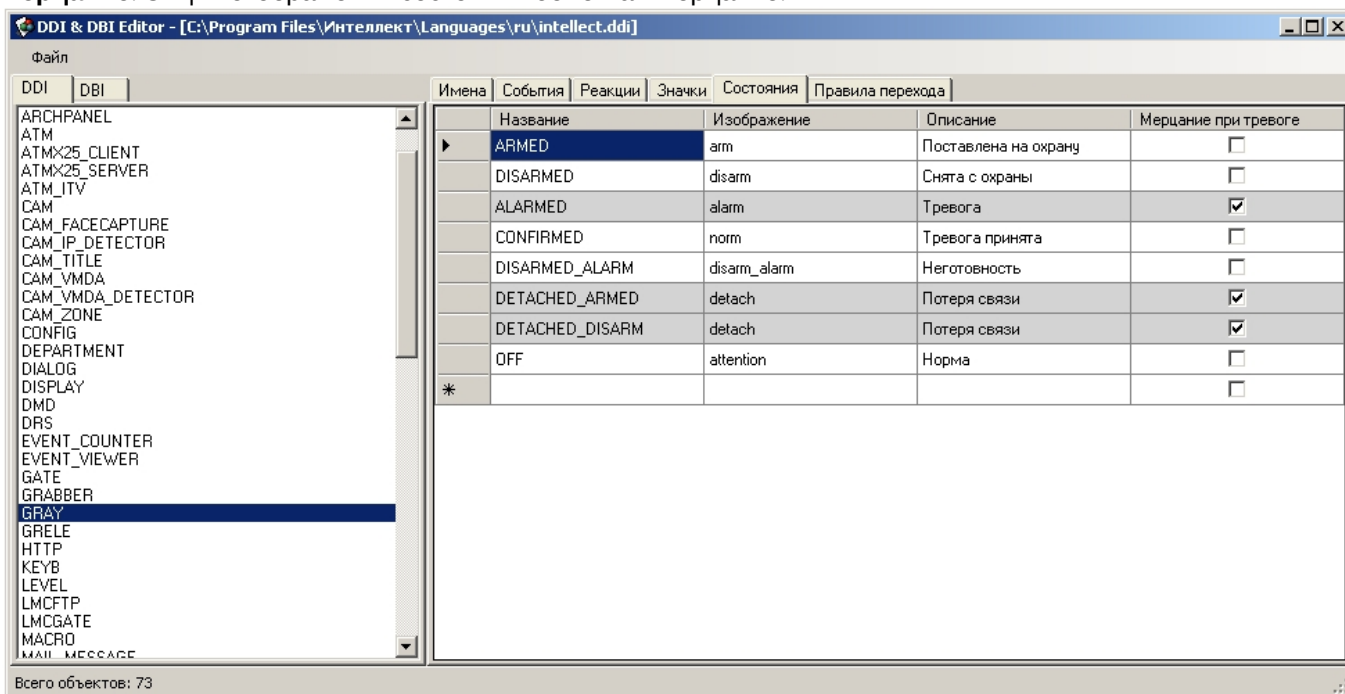 DDI & DBI Editor - [C:\Program Files\Интеллект\Languages\ru\intellect.ddi]
Файл
DDI DBI
ARCHPANEL
ATM
ATMX25_CLIENT
ATMX25_SERVER
ATM_ITV
CAM
CAM_FACECAPTURE
CAM_IP_DETECTOR
CAM_TITLE
CAM_VMDA
CAM_VMDA_DETECTOR
CAM_ZONE
CONFIG
DEPARTMENT
DIALOG
DISPLAY
DMD
DRS
EVENT_COUNTER
EVENT_VIEWER
GATE
GRABBER
GRAY
GRELE
HTTP
KEYB
LEVEL
LMCFTP
LMCGATE
MACRO
MAIL_MESSAGE
Имена События Реакции Значки Состояния Правила перехода
Название Изображение Описание Мерцание при тревоге
ARMED arm Поставлена на охрану
DISARMED disarm Снята с охраны
ALARMED alarm Тревога
CONFIRMED norm Тревога принята
DISARMED_ALARM disarm_alarm Неготовность
DETACHED_ARMED detach Потеря связи
DETACHED_DISARM detach Потеря связи
OFF attention Норма
Всего объектов: 73